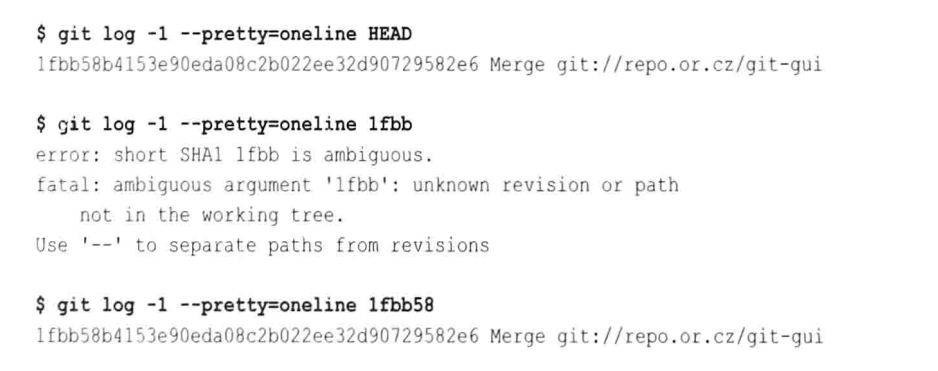 $ git log -1 --pretty=oneline HEAD
1fbb58b4153e90eda08c2b022ee32d90729582e6 Merge git://repo.or.cz/git-gui
$ git log -1 --pretty=oneline 1fbb
error: short SHA1 1fbb is ambiguous.
fatal: ambiguous argument '1fbb': unknown revision or path
not in the working tree.
Use '--' to separate paths from revisions
$ git log -1 --pretty=oneline 1fbb58
1fbb58b4153e90eda08c2b022ee32d90729582e6 Merge git://repo.or.cz/git-gui